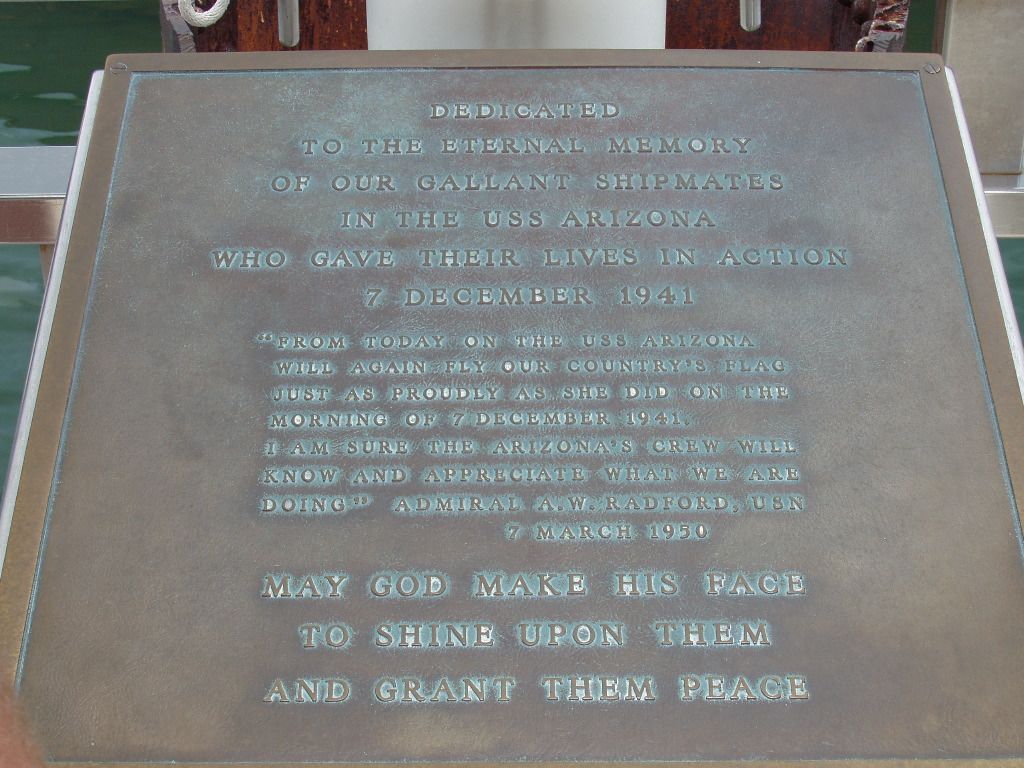 DEDICATED
TO THE ETERNAL MEMORY
OF OUR GALLANT SHIPMATES
IN THE USS ARIZONA
WHO GAVE THEIR LIVES IN ACTION
7 DECEMBER 1941
"FROM TODAY ON THE USS ARIZONA
WILL AGAIN FLY OUR COUNTRY'S FLAG
JUST AS PROUDLY AS SHE DID ON THE
MORNING OF 7 DECEMBER 1941.
I AM SURE THE ARIZONA'S CREW WILL
KNOW AND APPRECIATE WHAT WE ARE
DOING" ADMIRAL A.W. RADFORD, USN
7 MARCH 1950
MAY GOD MAKE HIS FACE
TO SHINE UPON THEM
AND GRANT THEM PEACE